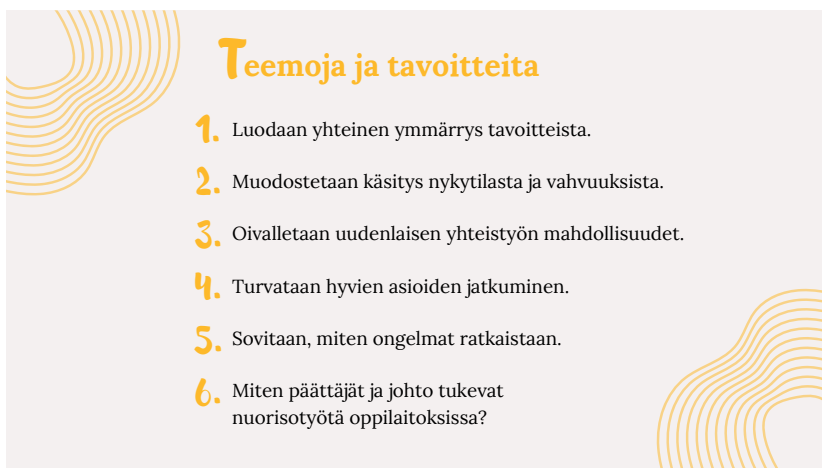 Teemoja ja tavoitteita
1. Luodaan yhteinen ymmärrys tavoitteista.
2. Muodostetaan käsitys nykytilasta ja vahvuuksista.
3. Oivalletaan uudenlaisen yhteistyön mahdollisuudet.
4. Turvataan hyvien asioiden jatkuminen.
5. Sovitaan, miten ongelmat ratkaistaan.
6. Miten päättäjät ja johto tukevat
nuorisotyötä oppilaitoksissa?